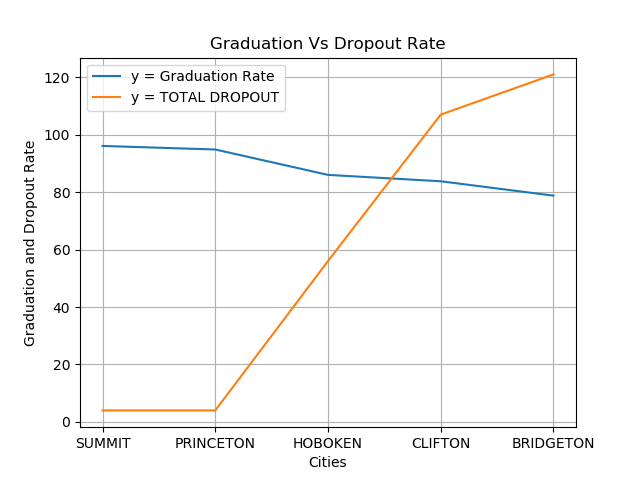 Graduation Vs Dropout Rate
y = Graduation Rate
y = TOTAL DROPOUT
Graduation and Dropout Rate
120
100
80
60
40
20
0
SUMMIT PRINCETON HOBOKEN CLIFTON BRIDGETON
Cities